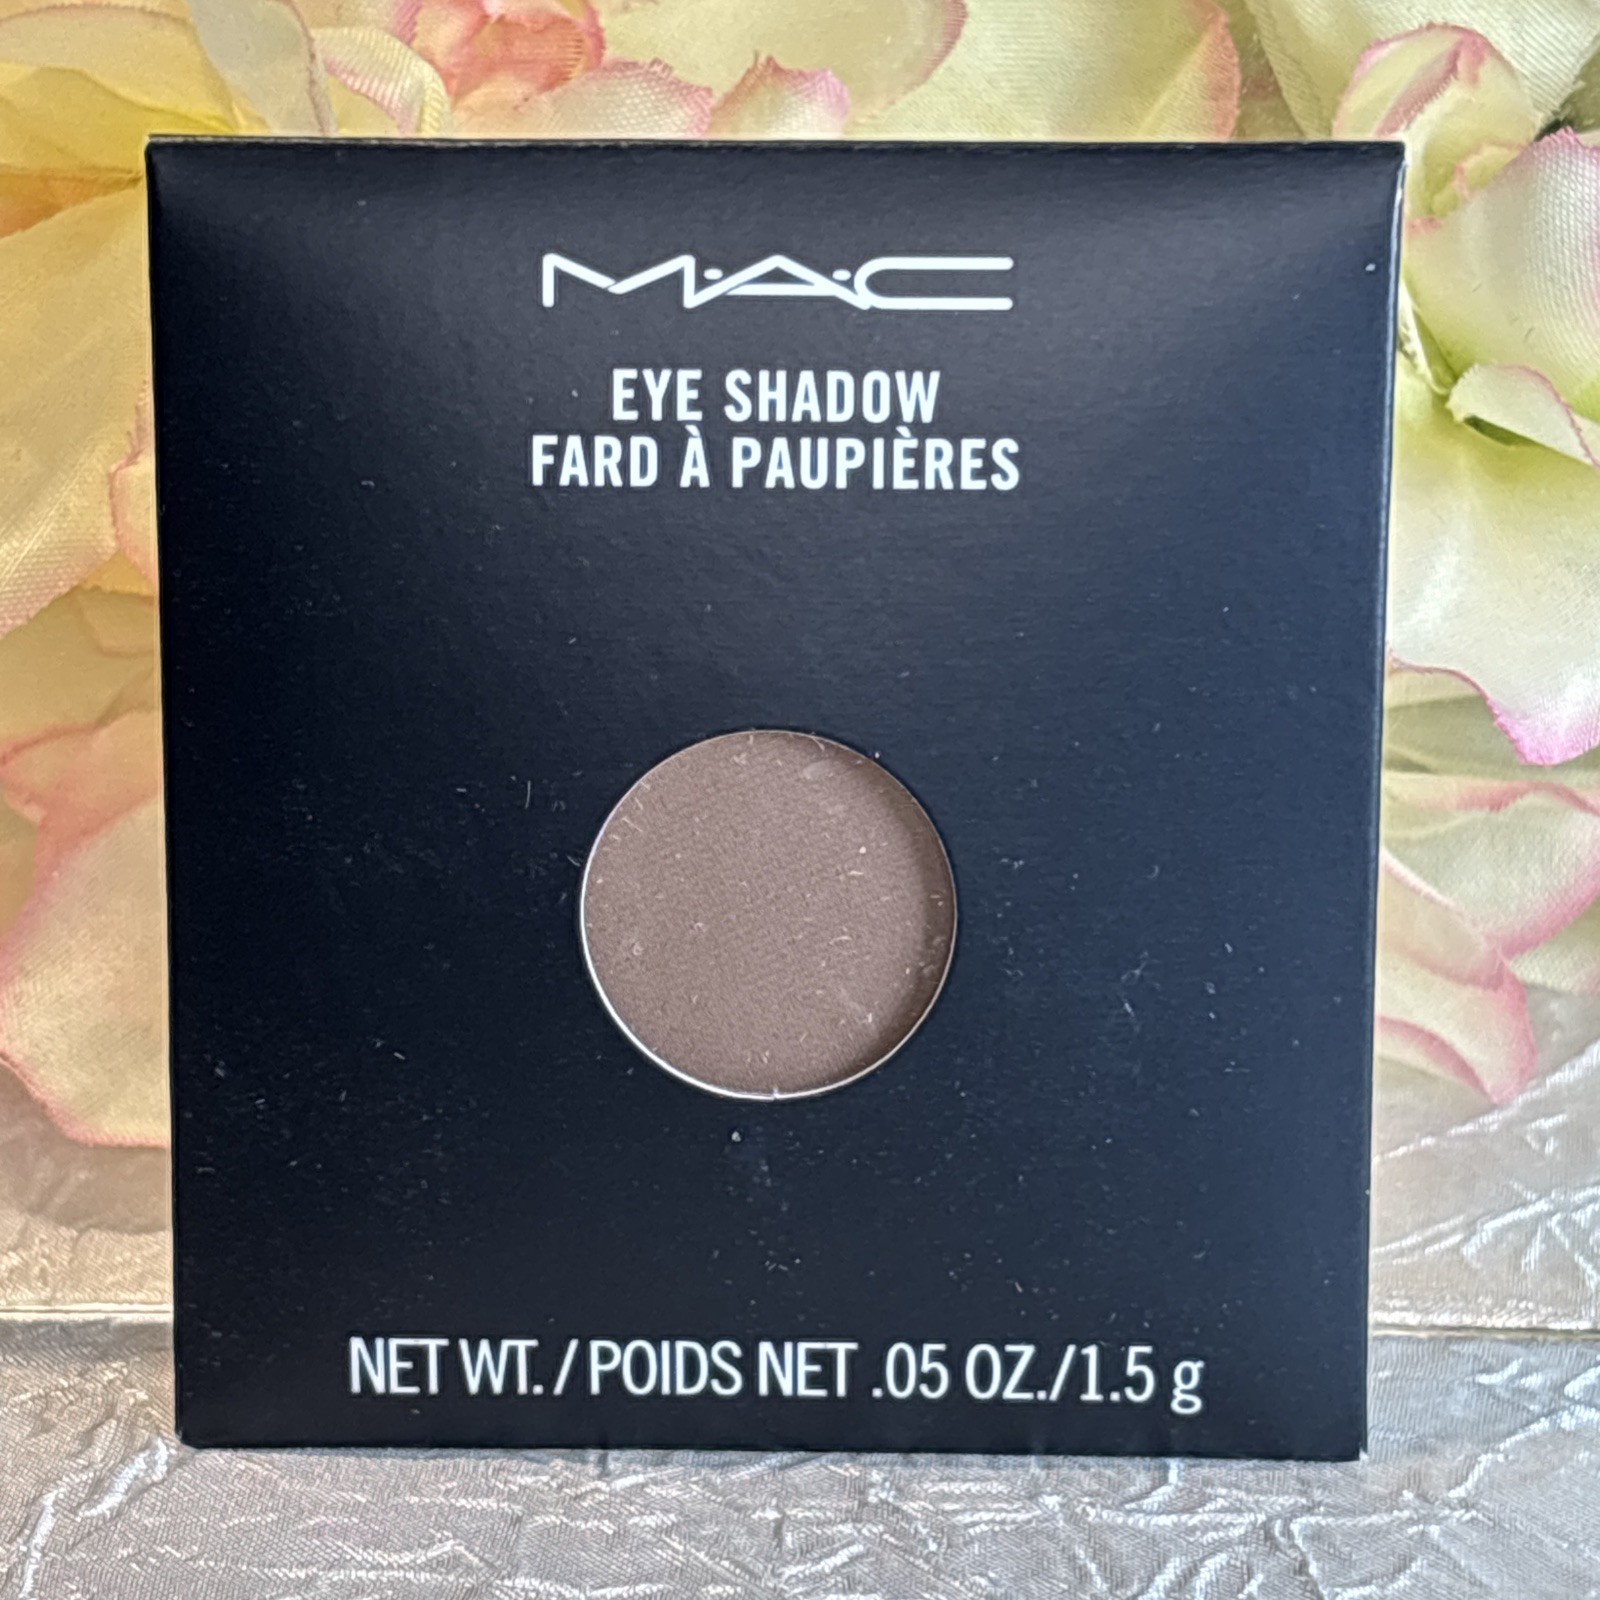 M·A·C
EYE SHADOW
FARD À PAUPIÈRES
NET WT. / POIDS NET .05 OZ./1.5 g